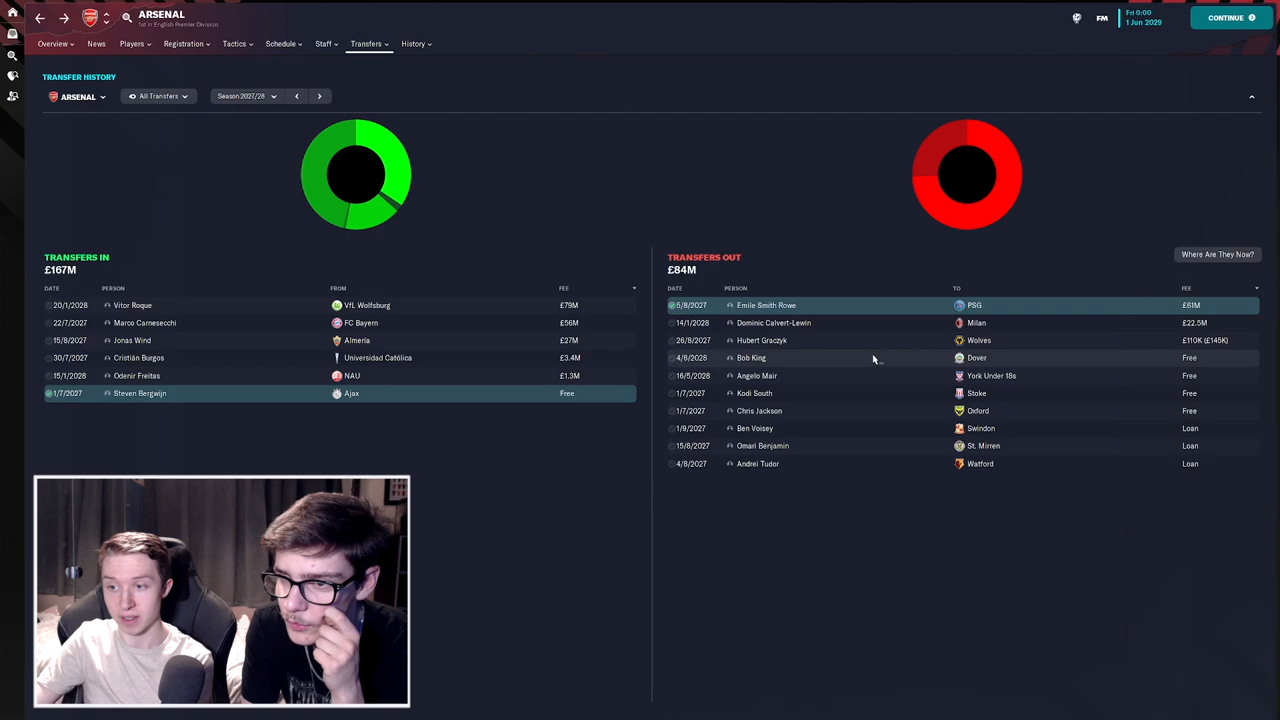 ARSENAL
1st in English Premier Division
FM
Fri 0:00
1 Jun 2029
CONTINUE
Overview
News
Players
Registration
Tactics
Schedule
Staff
Transfers
History
TRANSFER HISTORY
ARSENAL
All Transfers
Season 2027/28
TRANSFERS IN
£167M
DATE PERSON FROM FEE
20/1/2028 Vitor Roque VfL Wolfsburg £79M
22/7/2027 Marco Carnesecchi FC Bayern £56M
15/8/2027 Jonas Wind Almería £27M
30/7/2027 Cristián Burgos Universidad Católica £3.4M
15/1/2028 Odenir Freitas NAU £1.3M
1/7/2027 Steven Bergwijn Ajax Free
TRANSFERS OUT
£84M
Where Are They Now?
DATE PERSON TO FEE
5/8/2027 Emile Smith Rowe PSG £61M
14/1/2028 Dominic Calvert-Lewin Milan £22.5M
26/8/2027 Hubert Graczyk Wolves £110K (£145K)
4/6/2028 Bob King Dover Free
16/5/2028 Angelo Mair York Under 18s Free
1/7/2027 Kodi South Stoke Free
1/7/2027 Chris Jackson Oxford Free
1/9/2027 Ben Voisey Swindon Loan
15/8/2027 Omari Benjamin St. Mirren Loan
4/8/2027 Andrei Tudor Watford Loan